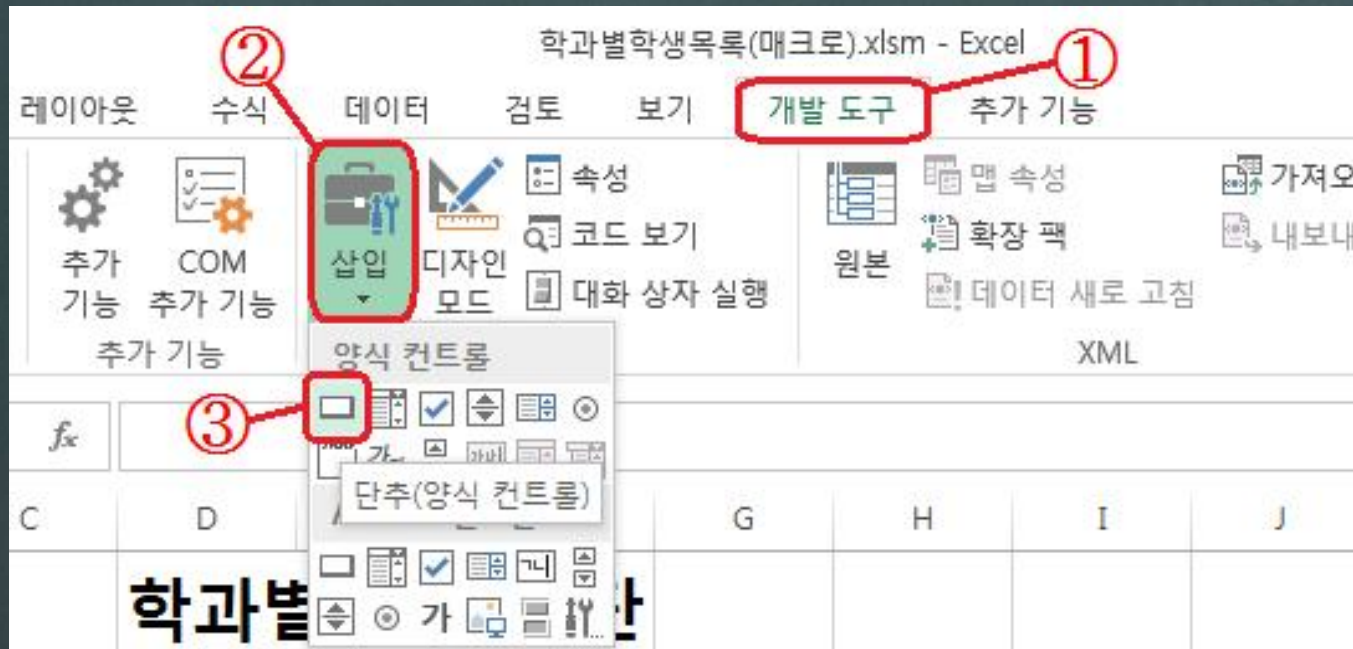 학과별학생목록(매크로).xlsm - Excel
② ①
레이아웃 수식 데이터 검토 보기 개발 도구 추가 기능
추가 기능
COM 추가 기능
삽입
디자인 모드
속성
코드 보기
대화 상자 실행
원본
맵 속성
확장 팩
데이터 새로 고침
가져오
내보내
추가 기능
양식 컨트롤
XML
③
fx
단추(양식 컨트롤)
C D G H I J
가
학과별